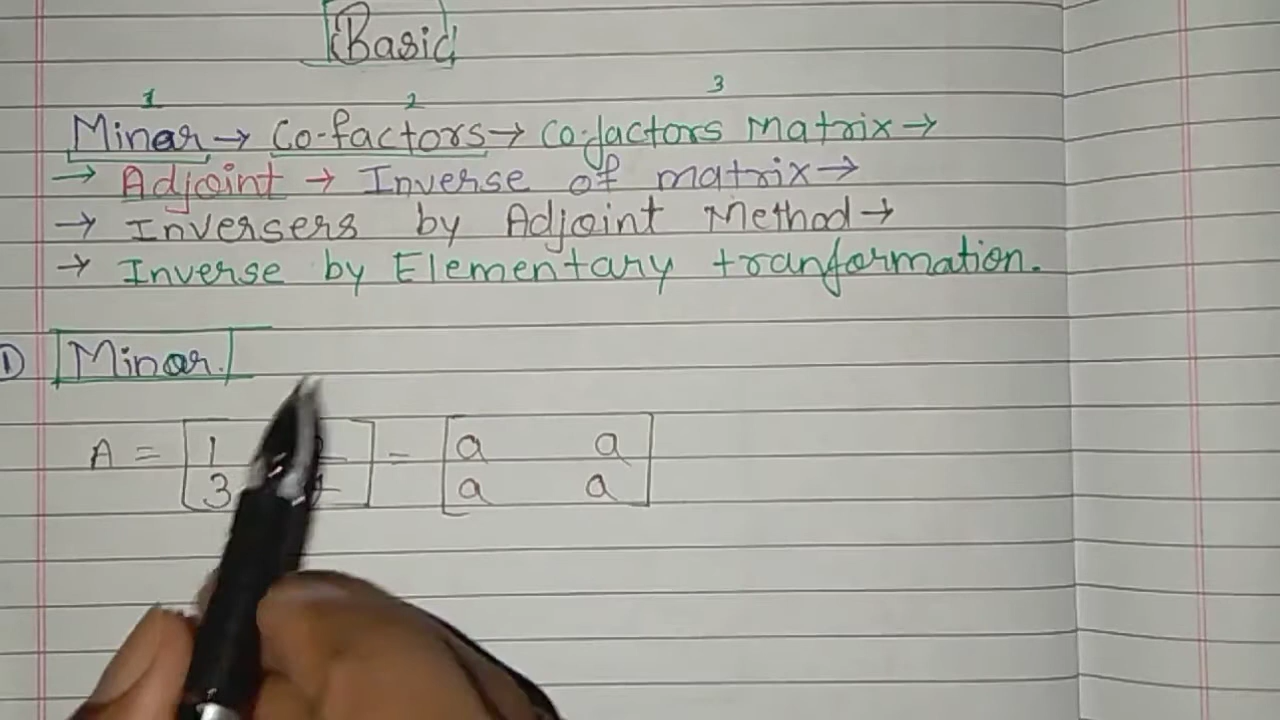 Basic
1 2 3
Minar → Co-factors → Co-factors Matrix →
→ Adjoint → Inverse of matrix →
→ Inversers by Adjoint Method →
→ Inverse by Elementary tranformation.
① Minar.
A = [ 1 ] - [ a a ]
[ 3 ] [ a a ]